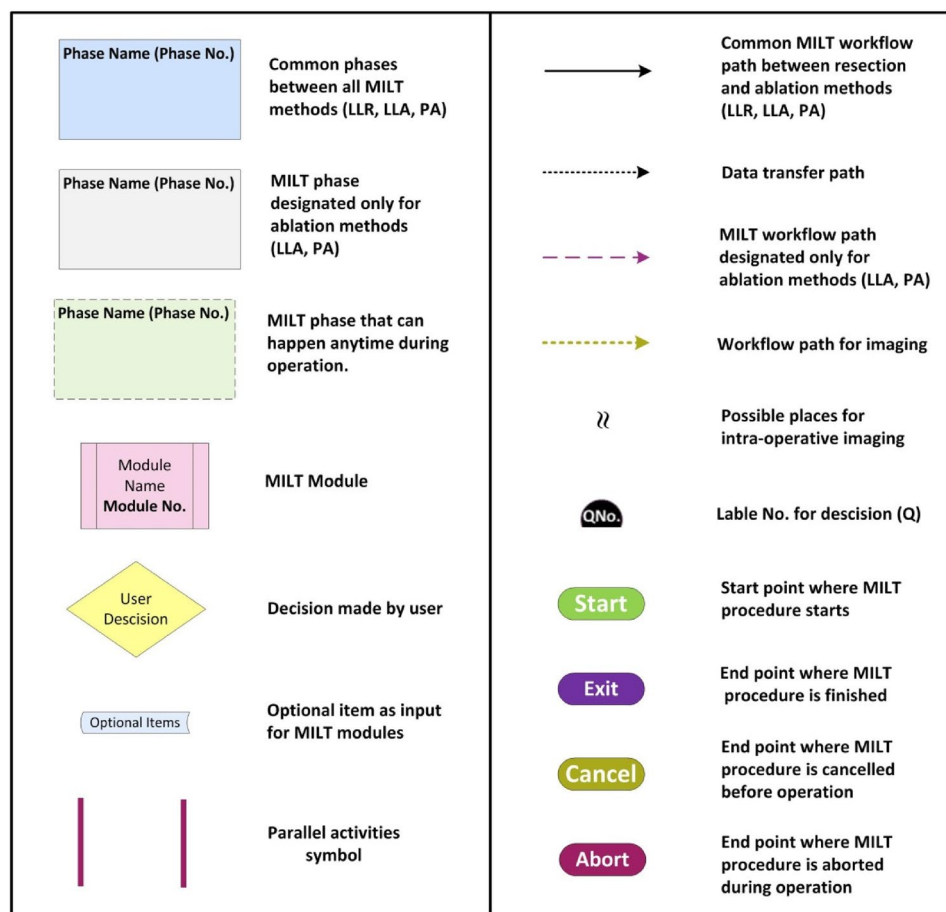 Phase Name (Phase No.)
Common phases
between all MILT
methods (LLR, LLA, PA)
Phase Name (Phase No.)
MILT phase
designated only for
ablation methods
(LLA, PA)
Phase Name (Phase No.)
MILT phase that can
happen anytime during
operation.
Module
Name
Module No.
MILT Module
User
Descision
Decision made by user
Optional Items
Optional item as input
for MILT modules
Parallel activities
symbol
Common MILT workflow
path between resection
and ablation methods
(LLR, LLA, PA)
Data transfer path
MILT workflow path
designated only for
ablation methods (LLA, PA)
Workflow path for imaging
Possible places for
intra-operative imaging
QNo.
Lable No. for descision (Q)
Start
Start point where MILT
procedure starts
Exit
End point where MILT
procedure is finished
Cancel
End point where MILT
procedure is cancelled
before operation
Abort
End point where MILT
procedure is aborted
during operation